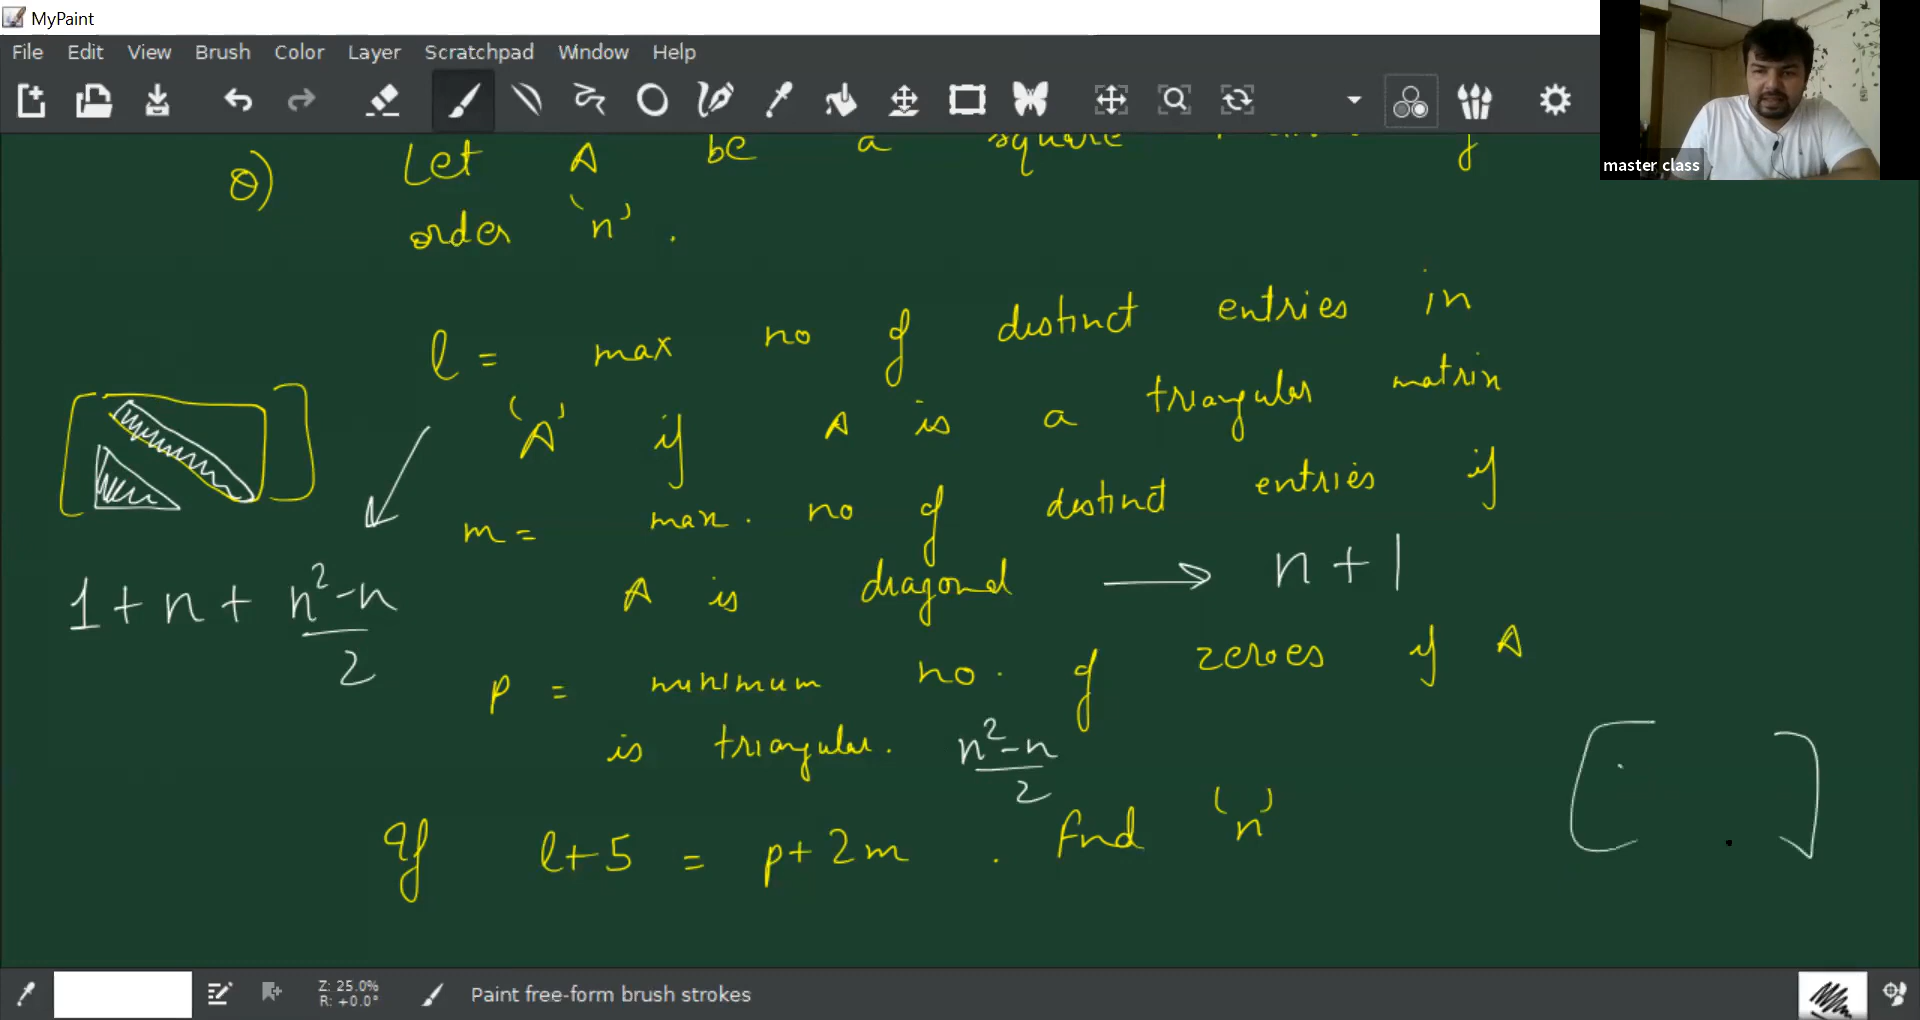 MyPaint
File Edit View Brush Color Layer Scratchpad Window Help
master class
Q) Let A be a square
order 'n'.
l = max no of distinct entries in
'A' if A is a triangular matrix
m = max. no of distinct entries if
A is diagonal → n + 1
1 + n + n²-n/2
p = minimum no. of zeroes if A
is triangular. n²-n/2
If l+5 = p+2m. Find 'n'
Z: 25.0%
R: +0.0°
Paint free-form brush strokes